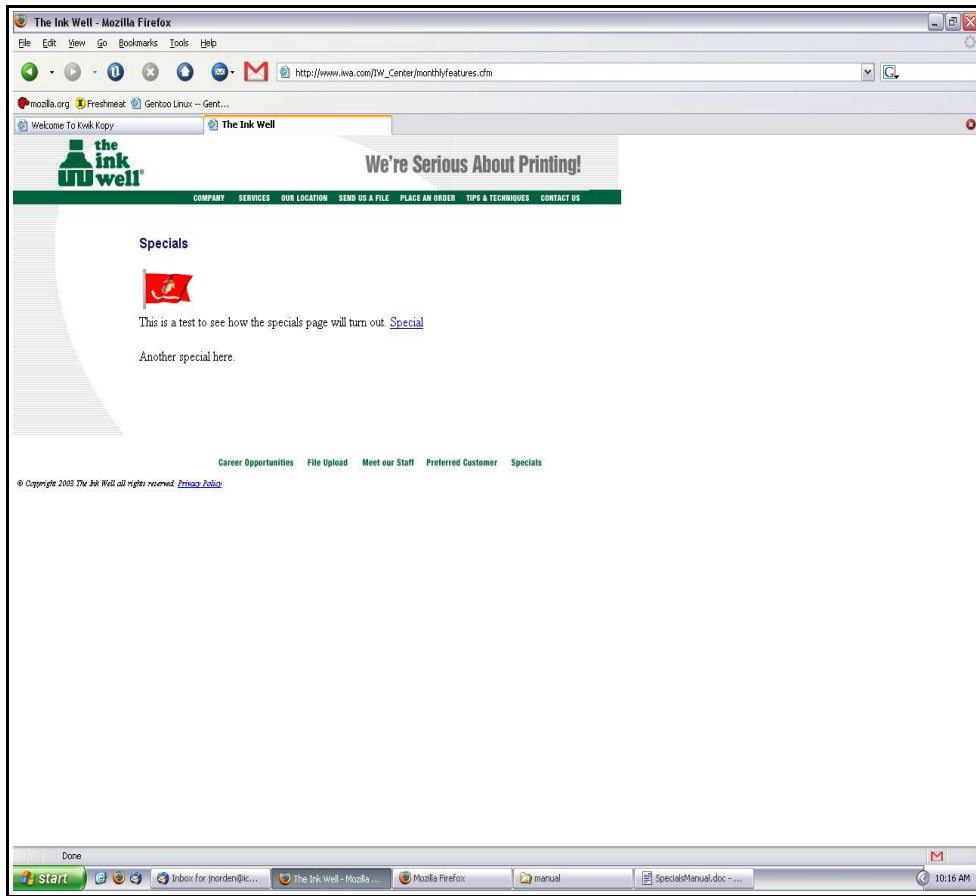 The Ink Well - Mozilla Firefox
File Edit View Go Bookmarks Tools Help
http://www.iwa.com/IW_Center/monthlyfeatures.cfm
G
mozilla.org Freshmeat Gentoo Linux -- Gent...
Welcome To Kwik Kopy The Ink Well
the
ink
well®
We're Serious About Printing!
COMPANY SERVICES OUR LOCATION SEND US A FILE PLACE AN ORDER TIPS & TECHNIQUES CONTACT US
Specials
This is a test to see how the specials page will turn out. Special
Another special here.
Career Opportunities File Upload Meet our Staff Preferred Customer Specials
© Copyright 2003 The Ink Well all rights reserved. Privacy Policy
Done
start Inbox for jnorden@ic... The Ink Well - Mozilla ... Mozilla Firefox manual SpecialsManual.doc - ... 10:16 AM